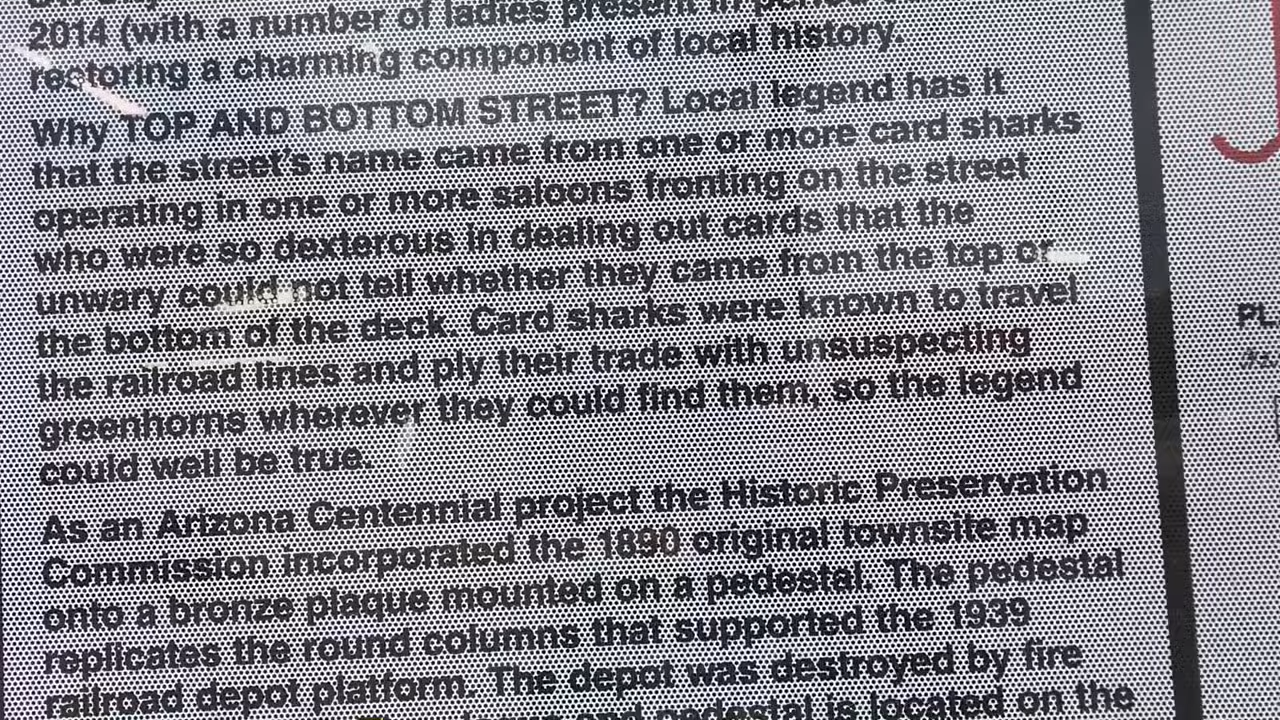 2014 (with a number of ladies present in
restoring a charming component of local history.
Why TOP AND BOTTOM STREET? Local legend has it
that the street's name came from one or more card sharks
operating in one or more saloons fronting on the street
who were so dexterous in dealing out cards that the
unwary could not tell whether they came from the top or
the bottom of the deck. Card sharks were known to travel
the railroad lines and ply their trade with unsuspecting
greenhorns wherever they could find them, so the legend
could well be true.
As an Arizona Centennial project the Historic Preservation
Commission incorporated the 1890 original townsite map
onto a bronze plaque mounted on a pedestal. The pedestal
replicates the round columns that supported the 1939
railroad depot platform. The depot was destroyed by fire
and pedestal is located on the
PL